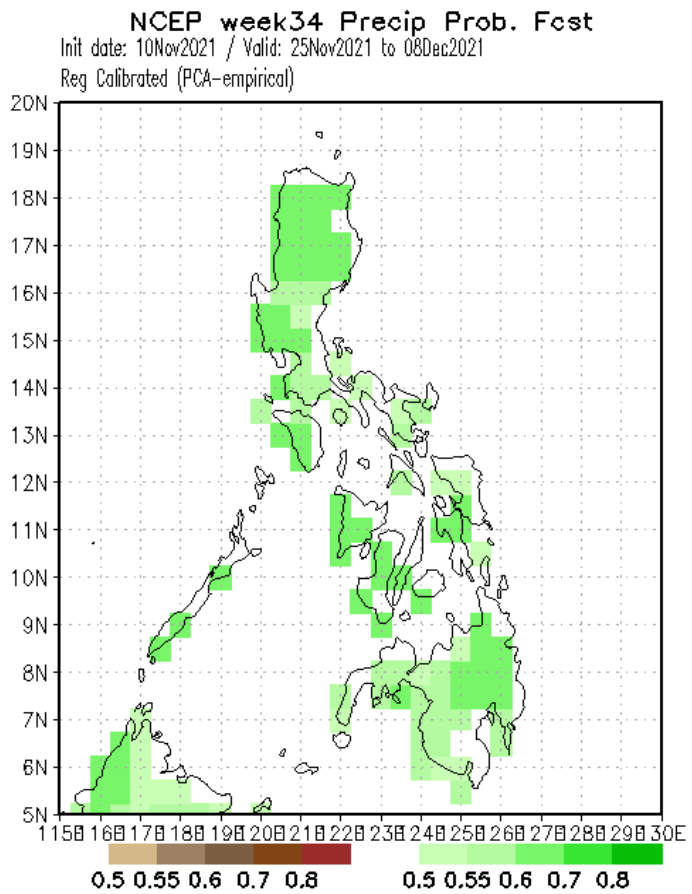 NCEP week34 Precip Prob. Fcst
Init date: 10Nov2021 / Valid: 25Nov2021 to 08Dec2021
Reg Calibrated (PCA-empirical)
20N
19N
18N
17N
16N
15N
14N
13N
12N
11N
10N
9N
8N
7N
6N
5N
115E 116E 117E 118E 119E 120E 121E 122E 123E 124E 125E 126E 127E 128E 129E 130E
0.5 0.55 0.6 0.7 0.8 0.5 0.55 0.6 0.7 0.8